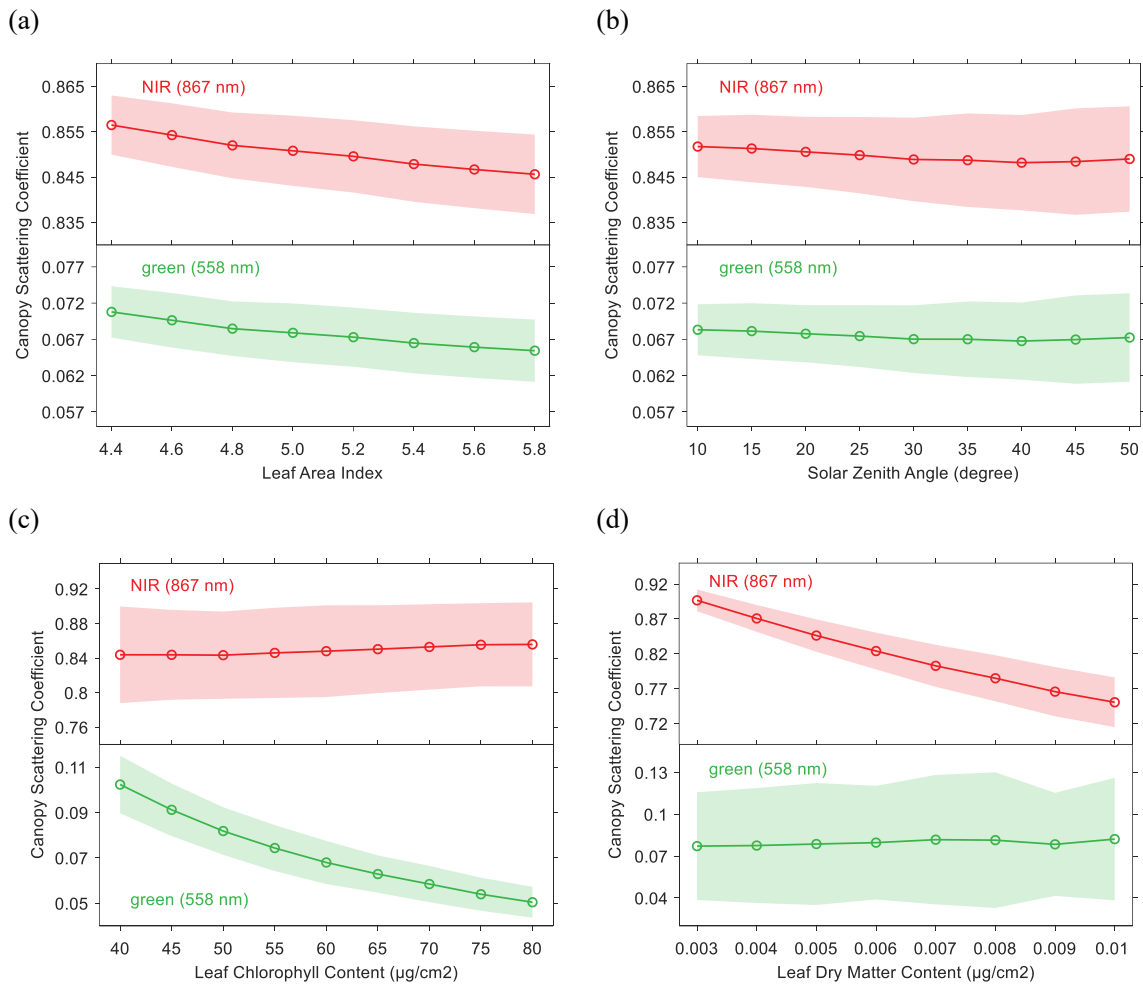 (a)
NIR (867 nm)
0.865
0.855
0.845
0.835
green (558 nm)
0.077
0.072
0.067
0.062
0.057
Canopy Scattering Coefficient
4.4 4.6 4.8 5.0 5.2 5.4 5.6 5.8
Leaf Area Index
(b)
NIR (867 nm)
0.865
0.855
0.845
0.835
green (558 nm)
0.077
0.072
0.067
0.062
0.057
Canopy Scattering Coefficient
10 15 20 25 30 35 40 45 50
Solar Zenith Angle (degree)
(c)
NIR (867 nm)
0.92
0.88
0.84
0.8
0.76
0.11
0.09
0.07
0.05
green (558 nm)
Canopy Scattering Coefficient
40 45 50 55 60 65 70 75 80
Leaf Chlorophyll Content (μg/cm2)
(d)
NIR (867 nm)
0.92
0.87
0.82
0.77
0.72
green (558 nm)
0.13
0.1
0.07
0.04
Canopy Scattering Coefficient
0.003 0.004 0.005 0.006 0.007 0.008 0.009 0.01
Leaf Dry Matter Content (μg/cm2)